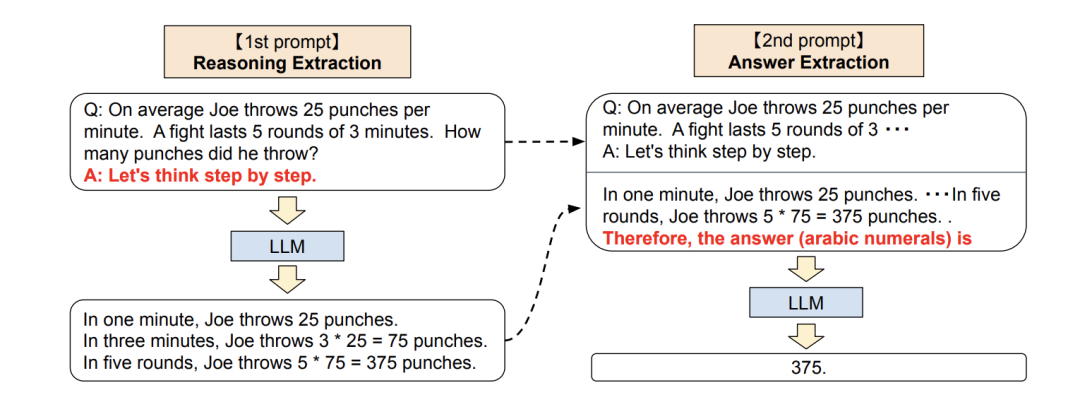 【1st prompt】
Reasoning Extraction
Q: On average Joe throws 25 punches per
minute.  A fight lasts 5 rounds of 3 minutes.  How
many punches did he throw?
A: Let's think step by step.
LLM
In one minute, Joe throws 25 punches.
In three minutes, Joe throws 3 * 25 = 75 punches.
In five rounds, Joe throws 5 * 75 = 375 punches.
【2nd prompt】
Answer Extraction
Q: On average Joe throws 25 punches per
minute.  A fight lasts 5 rounds of 3 ···
A: Let's think step by step.
In one minute, Joe throws 25 punches. ···In five
rounds, Joe throws 5 * 75 = 375 punches. .
Therefore, the answer (arabic numerals) is
LLM
375.